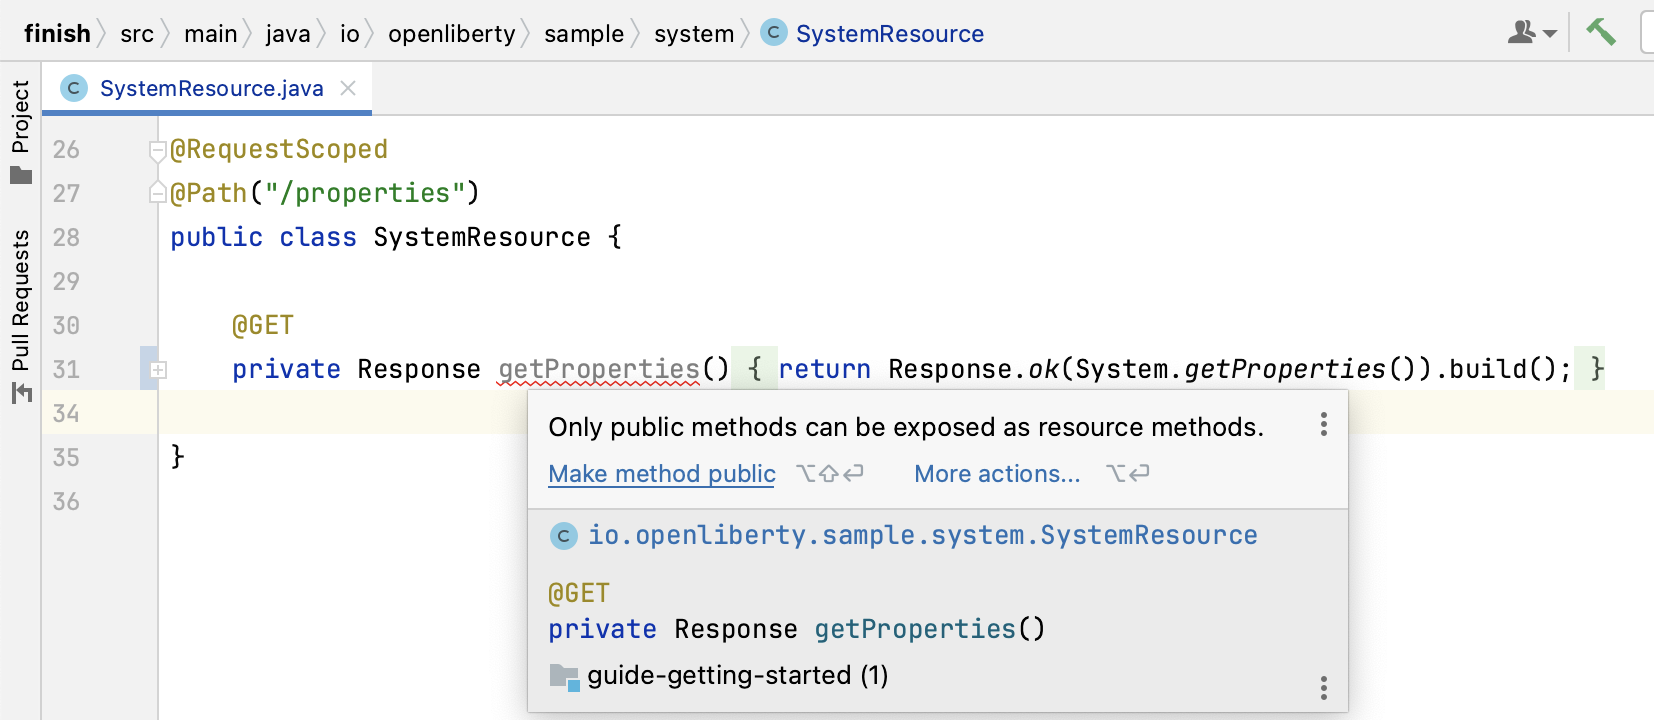 finish src main java io openliberty sample system C SystemResource
C SystemResource.java
Project
Pull Requests
26 @RequestScoped
27 @Path("/properties")
28 public class SystemResource {
29
30 @GET
31 private Response getProperties() { return Response.ok(System.getProperties()).build(); }
34
35 }
36
Only public methods can be exposed as resource methods.
Make method public ⌥⇧⏎ More actions... ⌥⏎
C io.openliberty.sample.system.SystemResource
@GET
private Response getProperties()
guide-getting-started (1)